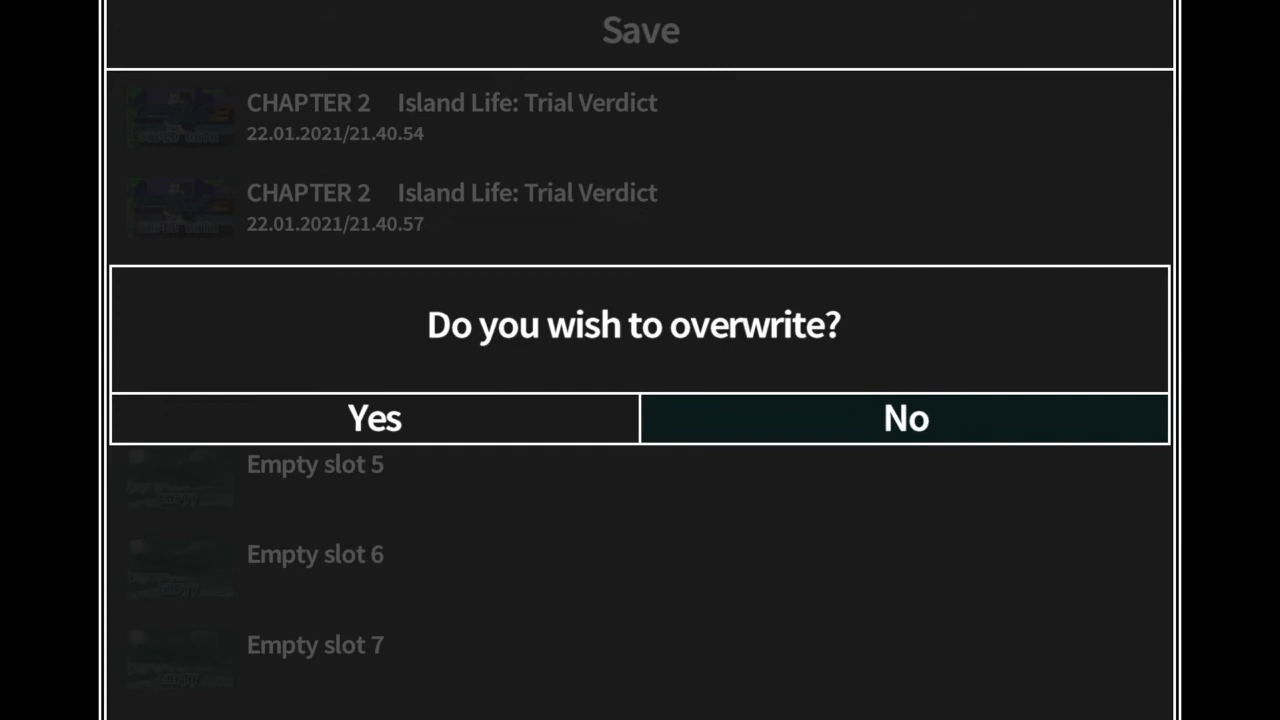 Save
CHAPTER 2 Island Life: Trial Verdict
22.01.2021/21.40.54
CHAPTER 2 Island Life: Trial Verdict
22.01.2021/21.40.57
Do you wish to overwrite?
Yes No
Empty slot 5
Empty slot 6
Empty slot 7